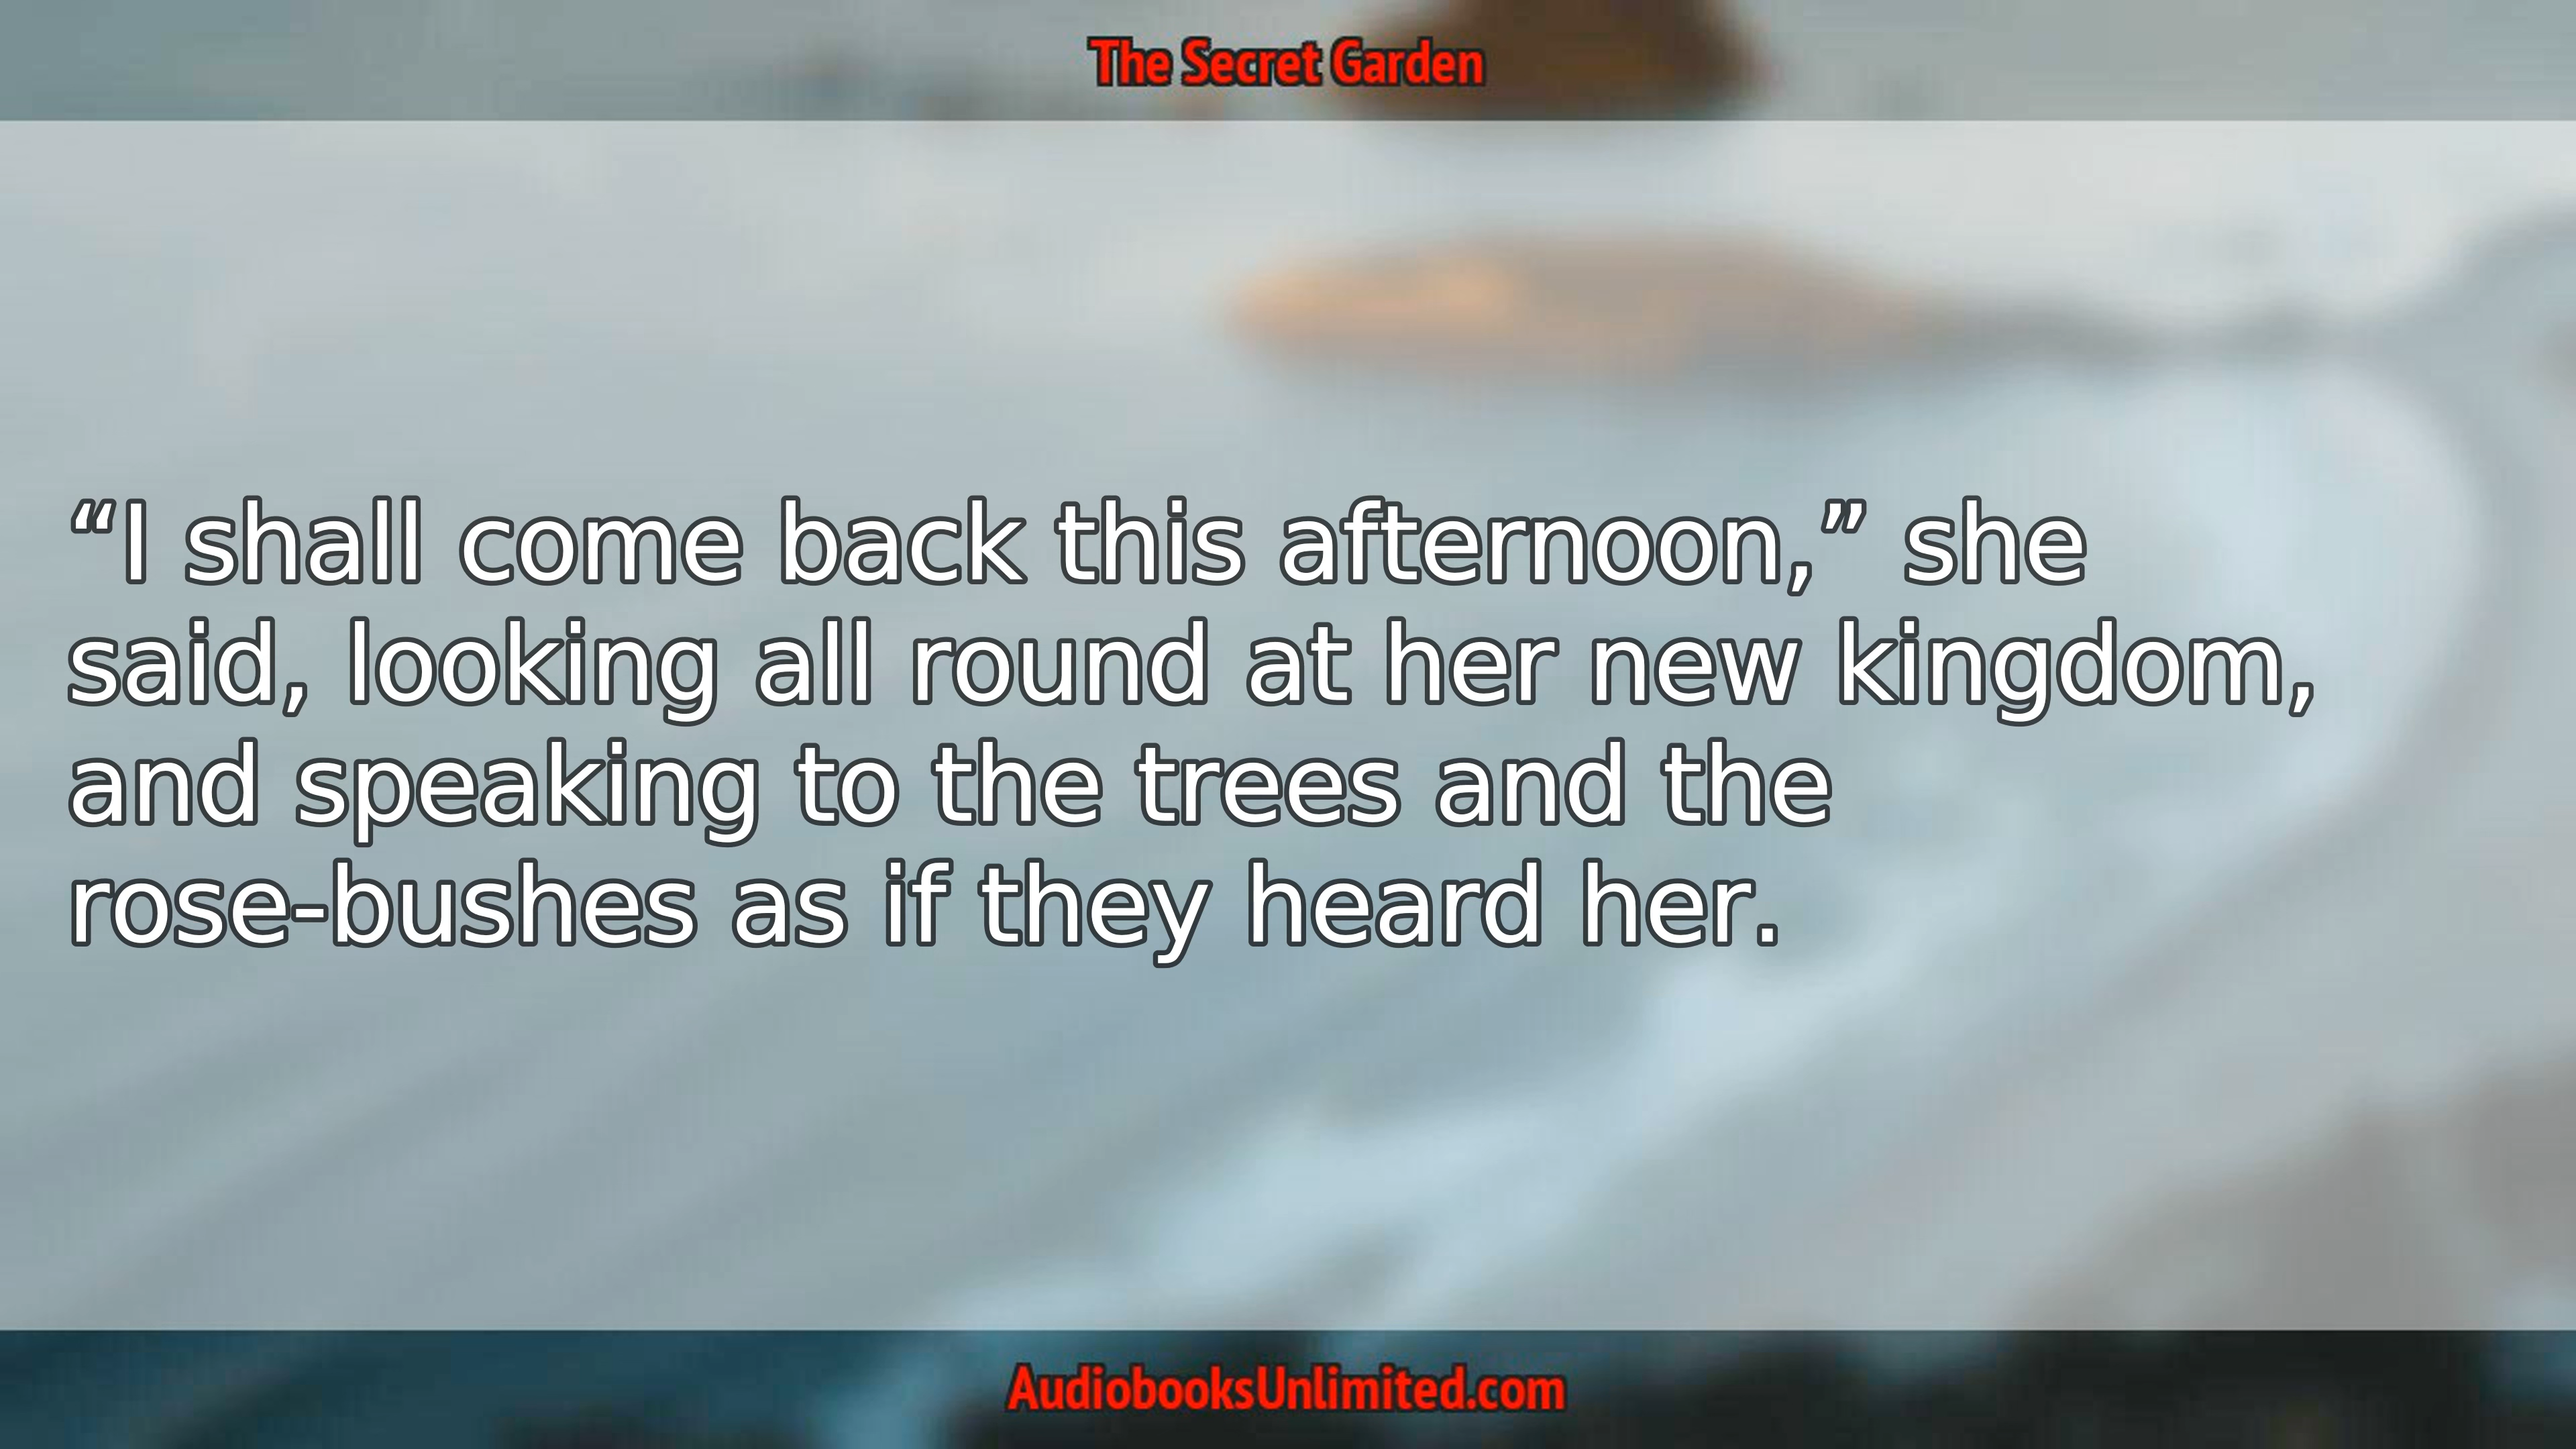 The Secret Garden
“I shall come back this afternoon,” she
said, looking all round at her new kingdom,
and speaking to the trees and the
rose-bushes as if they heard her.
AudiobooksUnlimited.com